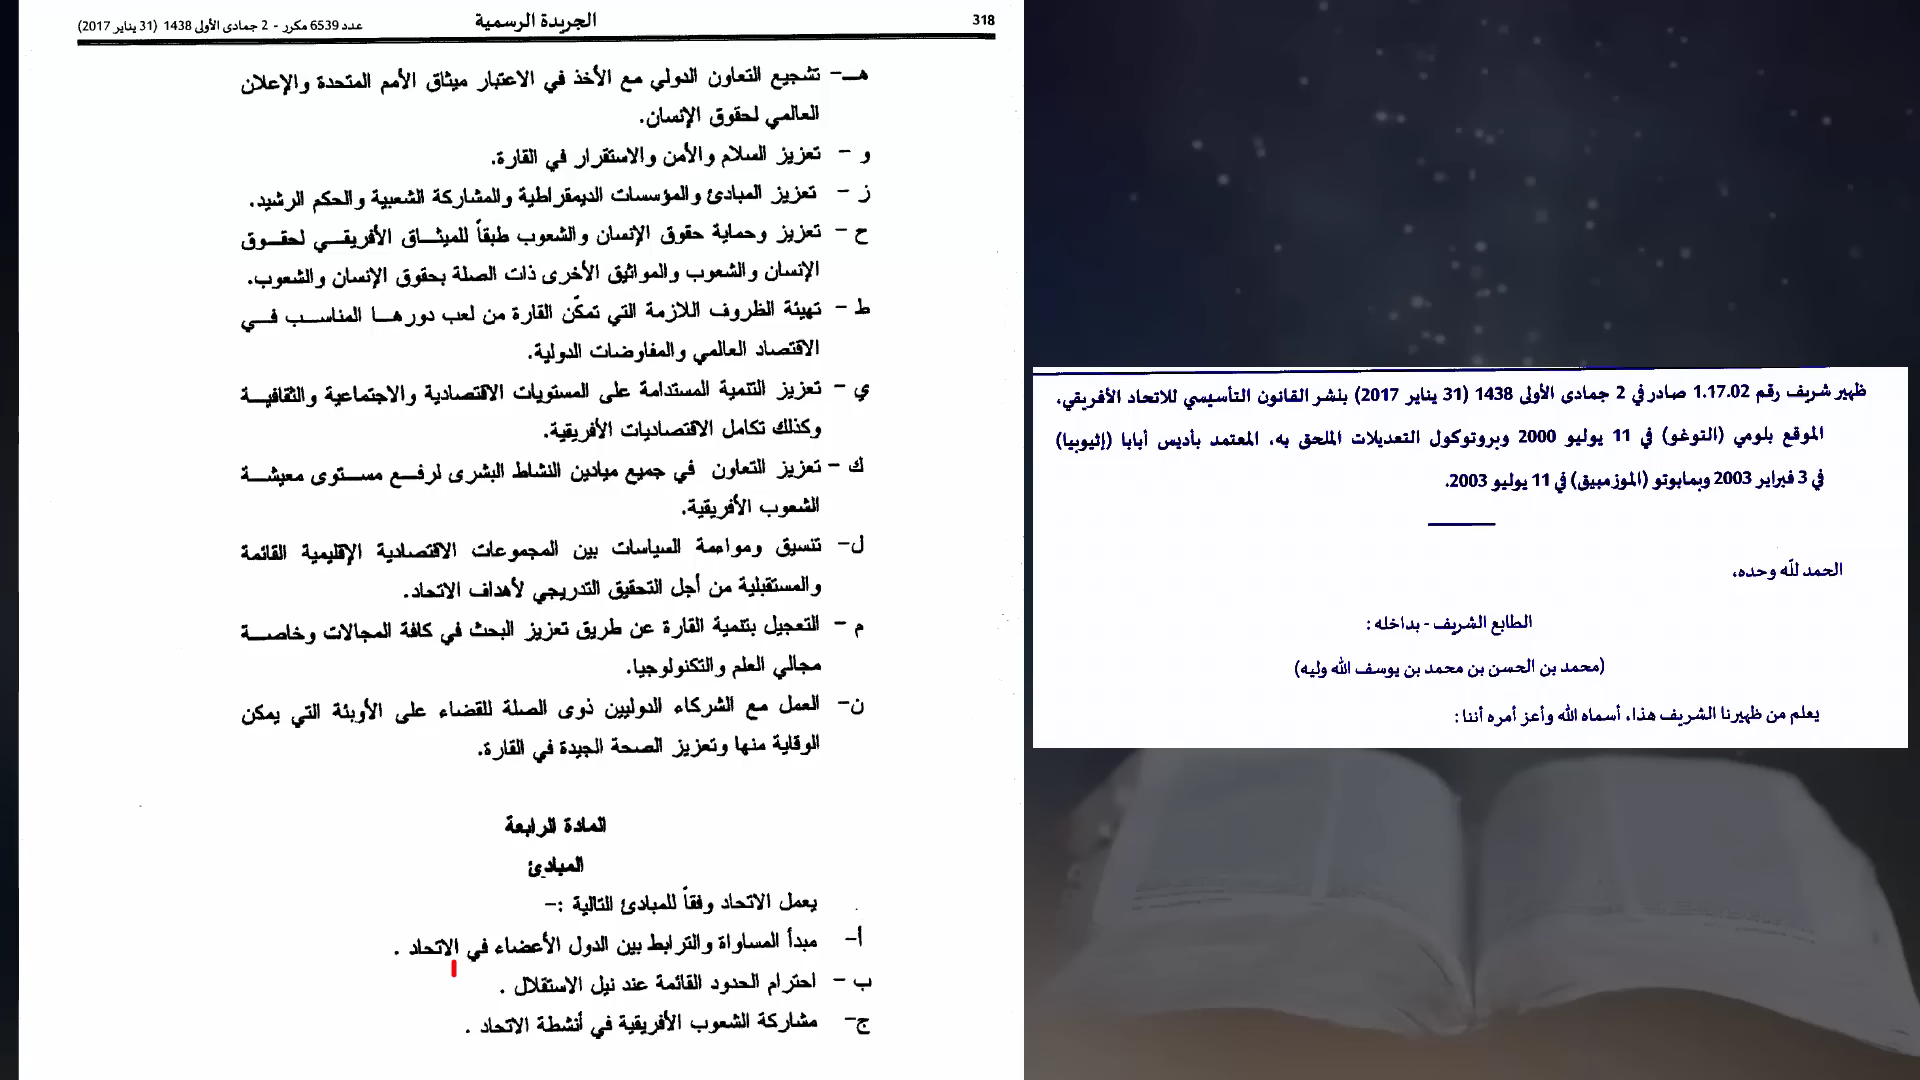 318
الجريدة الرسمية
عدد 6539 مكرر - 2 جمادى الأولى 1438 (31 يناير 2017)
هـــ- تشجيع التعاون الدولي مع الأخذ في الاعتبار ميثاق الأمم المتحدة والإعلان
العالمي لحقوق الإنسان.
و - تعزيز السلام والأمن والاستقرار في القارة.
ز - تعزيز المبادئ والمؤسسات الديمقراطية والمشاركة الشعبية والحكم الرشيد.
ح - تعزيز وحماية حقوق الإنسان والشعوب طبقاً للميثاق الأفريقي لحقوق
الإنسان والشعوب والمواثيق الأخرى ذات الصلة بحقوق الإنسان والشعوب.
ط - تهيئة الظروف اللازمة التي تمكّن القارة من لعب دورها المناسب في
الاقتصاد العالمي والمفاوضات الدولية.
ي - تعزيز التنمية المستدامة على المستويات الاقتصادية والاجتماعية والثقافية
وكذلك تكامل الاقتصاديات الأفريقية.
ك - تعزيز التعاون في جميع ميادين النشاط البشرى لرفع مستوى معيشة
الشعوب الأفريقية.
ل- تنسيق ومواءمة السياسات بين المجموعات الاقتصادية الإقليمية القائمة
والمستقبلية من أجل التحقيق التدريجي لأهداف الاتحاد.
م - التعجيل بتنمية القارة عن طريق تعزيز البحث في كافة المجالات وخاصة
مجالي العلم والتكنولوجيا.
ن- العمل مع الشركاء الدوليين ذوى الصلة للقضاء على الأوبئة التي يمكن
الوقاية منها وتعزيز الصحة الجيدة في القارة.
المادة الرابعة
المبادئ
يعمل الاتحاد وفقاً للمبادئ التالية :-
أ- مبدأ المساواة والترابط بين الدول الأعضاء في الاتحاد .
ب - احترام الحدود القائمة عند نيل الاستقلال .
ج- مشاركة الشعوب الأفريقية في أنشطة الاتحاد .
ظهير شريف رقم 1.17.02 صادر في 2 جمادى الأولى 1438 (31 يناير 2017) بنشر القانون التأسيسي للاتحاد الأفريقي،
الموقع بلومي (التوغو) في 11 يوليو 2000 وبروتوكول التعديلات الملحق به، المعتمد بأديس أبابا (إثيوبيا)
في 3 فبراير 2003 وبمابوتو (الموزمبيق) في 11 يوليو 2003.
الحمد لله وحده،
الطابع الشريف - بداخله :
(محمد بن الحسن بن محمد بن يوسف الله وليه)
يعلم من ظهيرنا الشريف هذا، أسماه الله وأعز أمره أننا :